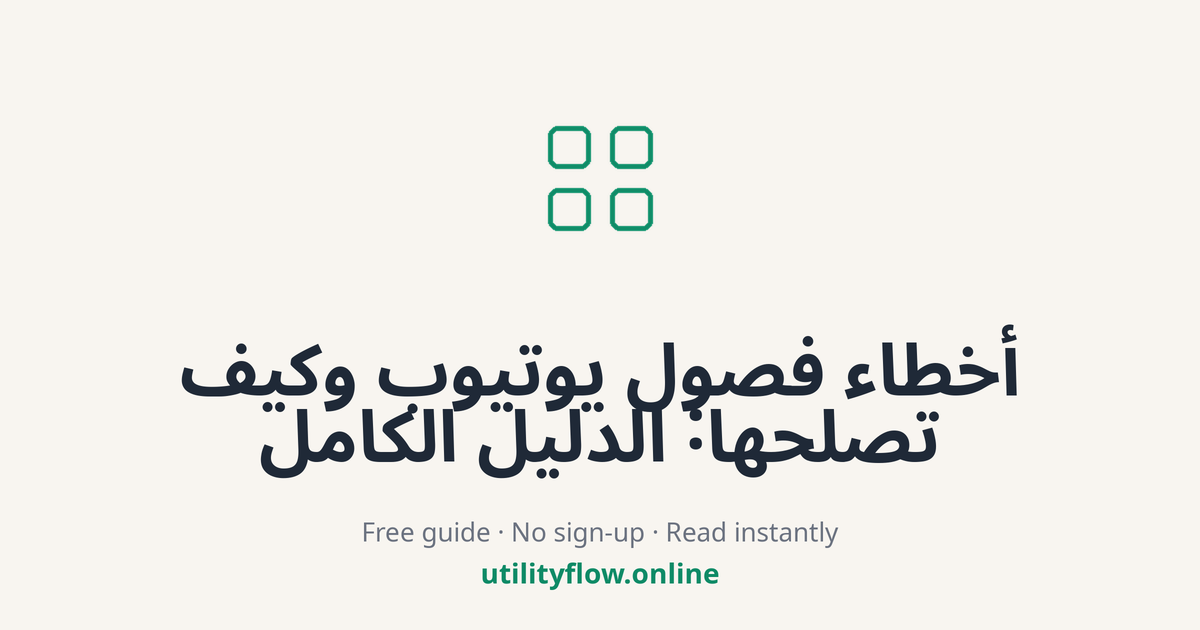 أخطاء فصول يوتيوب وكيف
تصلحها: الدليل الكامل
Free guide · No sign-up · Read instantly
utilityflow.online